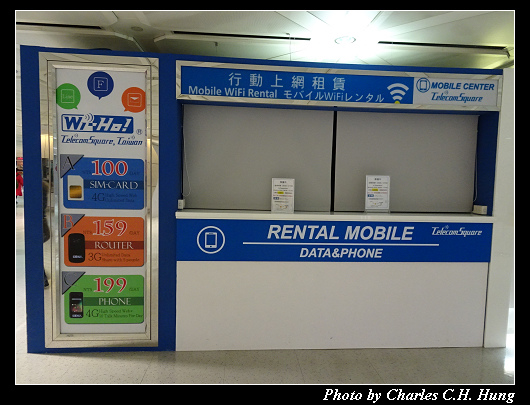 F
Wi-Ho!®
TelecomSquare, Taiwan
A
100
SIM-CARD
4G
B
159
ROUTER
3G
C
199
PHONE
4G
行動上網租賃
Mobile WiFi Rental モバイルWiFiレンタル
MOBILE CENTER
TelecomSquare
RENTAL MOBILE
DATA&PHONE
TelecomSquare
Photo by Charles C.H. Hung